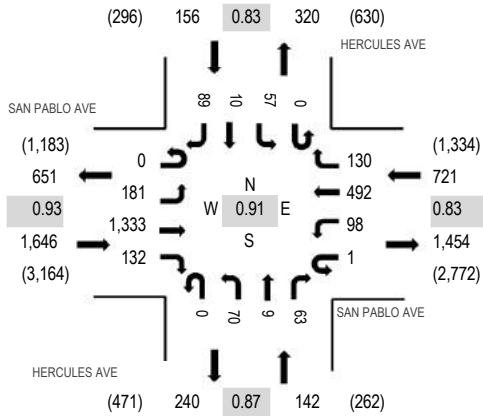 (296) 156 0.83 320 (630)
HERCULES AVE
SAN PABLO AVE
89 10 57 0
(1,183) (1,334)
0 130
651 721
181 492
N
0.93 W 0.91 E 0.83
1,333 98
S
1,646 1,454
132 1
(3,164) (2,772)
0 70 9 63
SAN PABLO AVE
HERCULES AVE
(471) 240 0.87 142 (262)